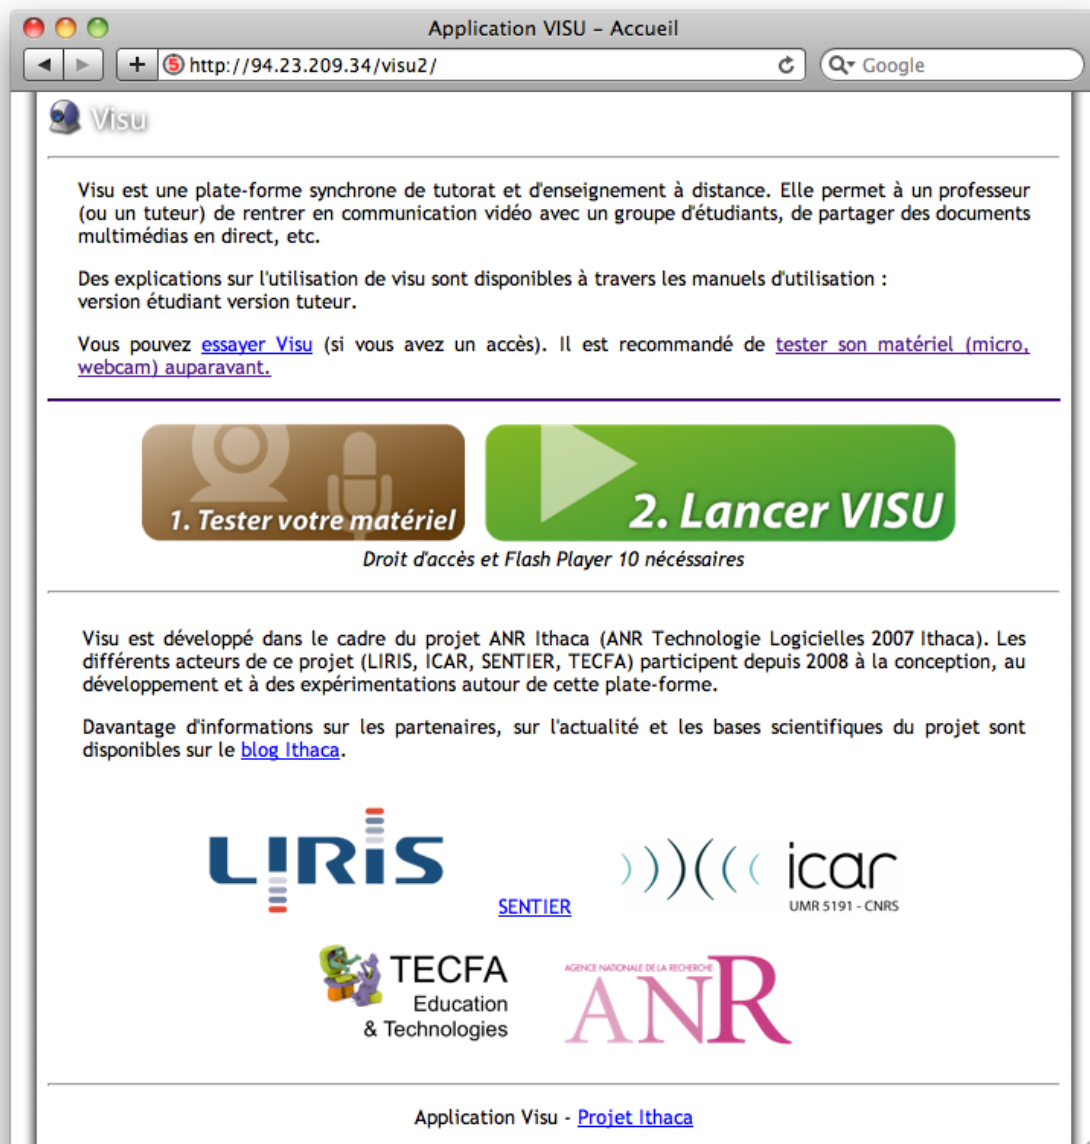 Application VISU – Accueil
http://94.23.209.34/visu2/
Google
Visu
Visu est une plate-forme synchrone de tutorat et d'enseignement à distance. Elle permet à un professeur
(ou un tuteur) de rentrer en communication vidéo avec un groupe d'étudiants, de partager des documents
multimédias en direct, etc.
Des explications sur l'utilisation de visu sont disponibles à travers les manuels d'utilisation :
version étudiant version tuteur.
Vous pouvez essayer Visu (si vous avez un accès). Il est recommandé de tester son matériel (micro,
webcam) auparavant.
1. Tester votre matériel
2. Lancer VISU
Droit d'accès et Flash Player 10 nécéssaires
Visu est développé dans le cadre du projet ANR Ithaca (ANR Technologie Logicielles 2007 Ithaca). Les
différents acteurs de ce projet (LIRIS, ICAR, SENTIER, TECFA) participent depuis 2008 à la conception, au
développement et à des expérimentations autour de cette plate-forme.
Davantage d'informations sur les partenaires, sur l'actualité et les bases scientifiques du projet sont
disponibles sur le blog Ithaca.
LIRIS
SENTIER
icar
UMR 5191 - CNRS
TECFA
Education
& Technologies
AGENCE NATIONALE DE LA RECHERCHE
ANR
Application Visu - Projet Ithaca